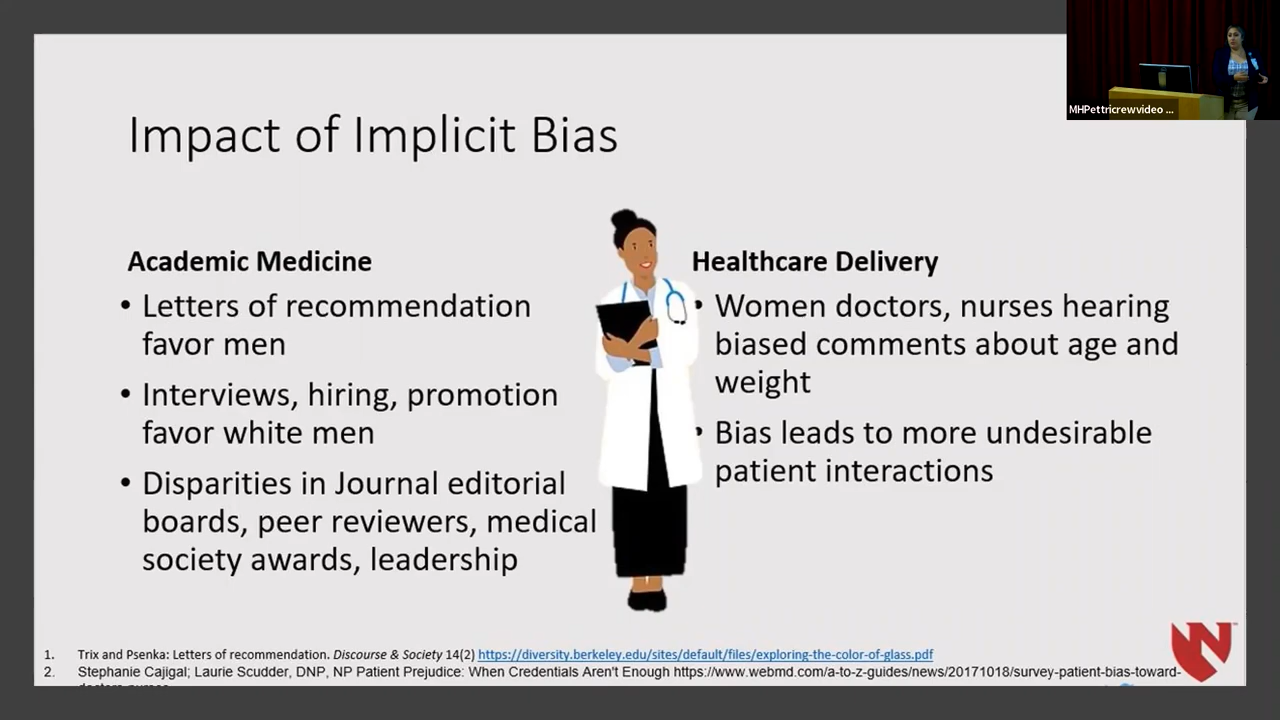 MHPettricrewvideo ...
Impact of Implicit Bias
Academic Medicine
• Letters of recommendation
favor men
• Interviews, hiring, promotion
favor white men
• Disparities in Journal editorial
boards, peer reviewers, medical
society awards, leadership
Healthcare Delivery
• Women doctors, nurses hearing
biased comments about age and
weight
• Bias leads to more undesirable
patient interactions
1. Trix and Psenka: Letters of recommendation. Discourse & Society 14(2) https://diversity.berkeley.edu/sites/default/files/exploring-the-color-of-glass.pdf
2. Stephanie Cajigal; Laurie Scudder, DNP, NP Patient Prejudice: When Credentials Aren't Enough https://www.webmd.com/a-to-z-guides/news/20171018/survey-patient-bias-toward-
N